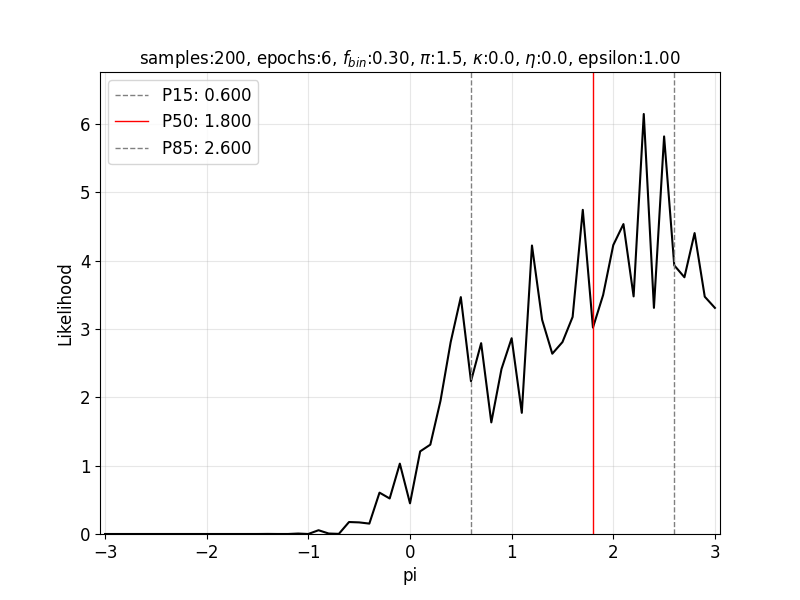 samples:200, epochs:6, f_bin:0.30, π:1.5, κ:0.0, η:0.0, epsilon:1.00
P15: 0.600
P50: 1.800
P85: 2.600
6
5
4
3
2
1
0
Likelihood
−3 −2 −1 0 1 2 3
pi